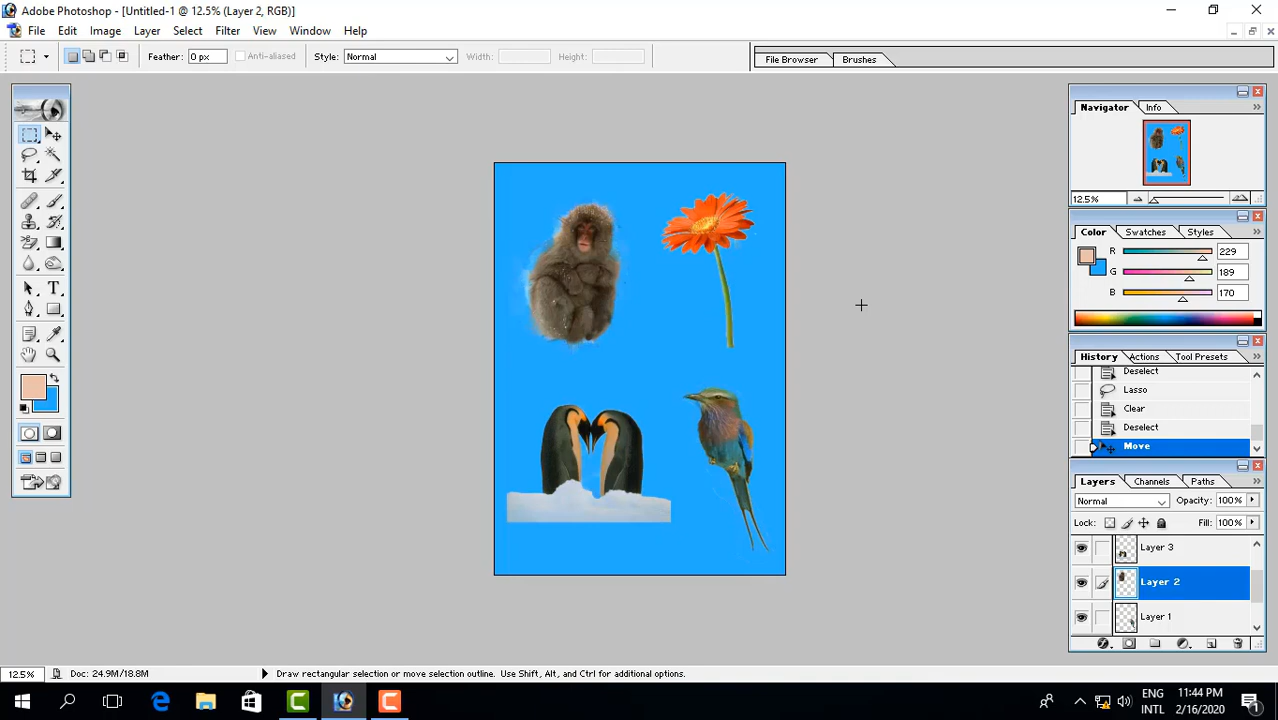 Adobe Photoshop - [Untitled-1 @ 12.5% (Layer 2, RGB)]
File Edit Image Layer Select Filter View Window Help
Feather: 0 px Anti-aliased Style: Normal Width: Height: File Browser Brushes
Navigator Info
12.5%
Color Swatches Styles
R 229
G 189
B 170
History Actions Tool Presets
Deselect
Lasso
Clear
Deselect
Move
Layers Channels Paths
Normal Opacity: 100%
Lock: Fill: 100%
Layer 3
Layer 2
Layer 1
T
12.5% Doc: 24.9M/18.8M Draw rectangular selection or move selection outline. Use Shift, Alt, and Ctrl for additional options.
ENG 11:44 PM
INTL 2/16/2020
1